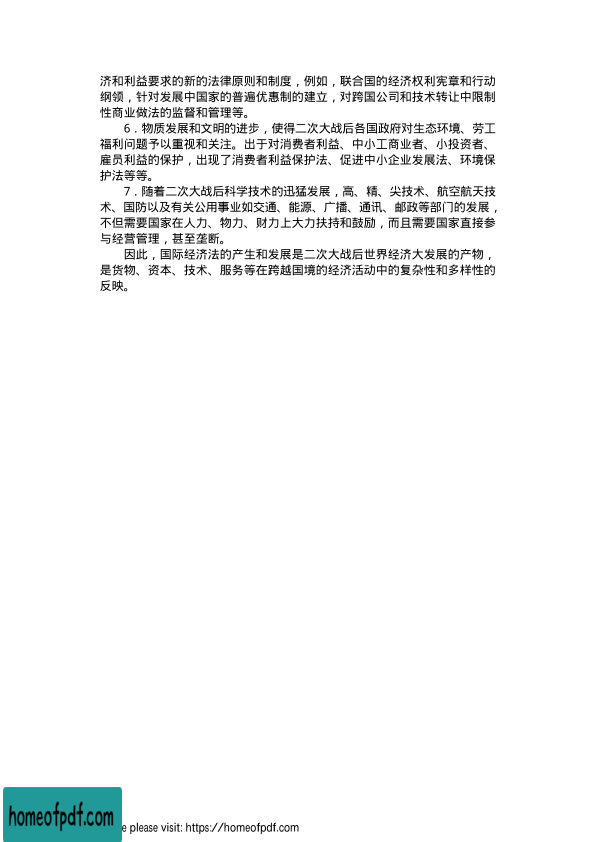 济和利益要求的新的法律原则和制度，例如，联合国的经济权利宪章和行动
纲领，针对发展中国家的普遍优惠制的建立，对跨国公司和技术转让中限制
性商业做法的监督和管理等。
6．物质发展和文明的进步，使得二次大战后各国政府对生态环境、劳工
福利问题予以重视和关注。出于对消费者利益、中小工商业者、小投资者、
雇员利益的保护，出现了消费者利益保护法、促进中小企业发展法、环境保
护法等等。
7．随着二次大战后科学技术的迅猛发展，高、精、尖技术、航空航天技
术、国防以及有关公用事业如交通、能源、广播、通讯、邮政等部门的发展，
不但需要国家在人力、物力、财力上大力扶持和鼓励，而且需要国家直接参
与经营管理，甚至垄断。
因此，国际经济法的产生和发展是二次大战后世界经济大发展的产物，
是货物、资本、技术、服务等在跨越国境的经济活动中的复杂性和多样性的
反映。
homeofpdf.com
please visit: https://homeofpdf.com